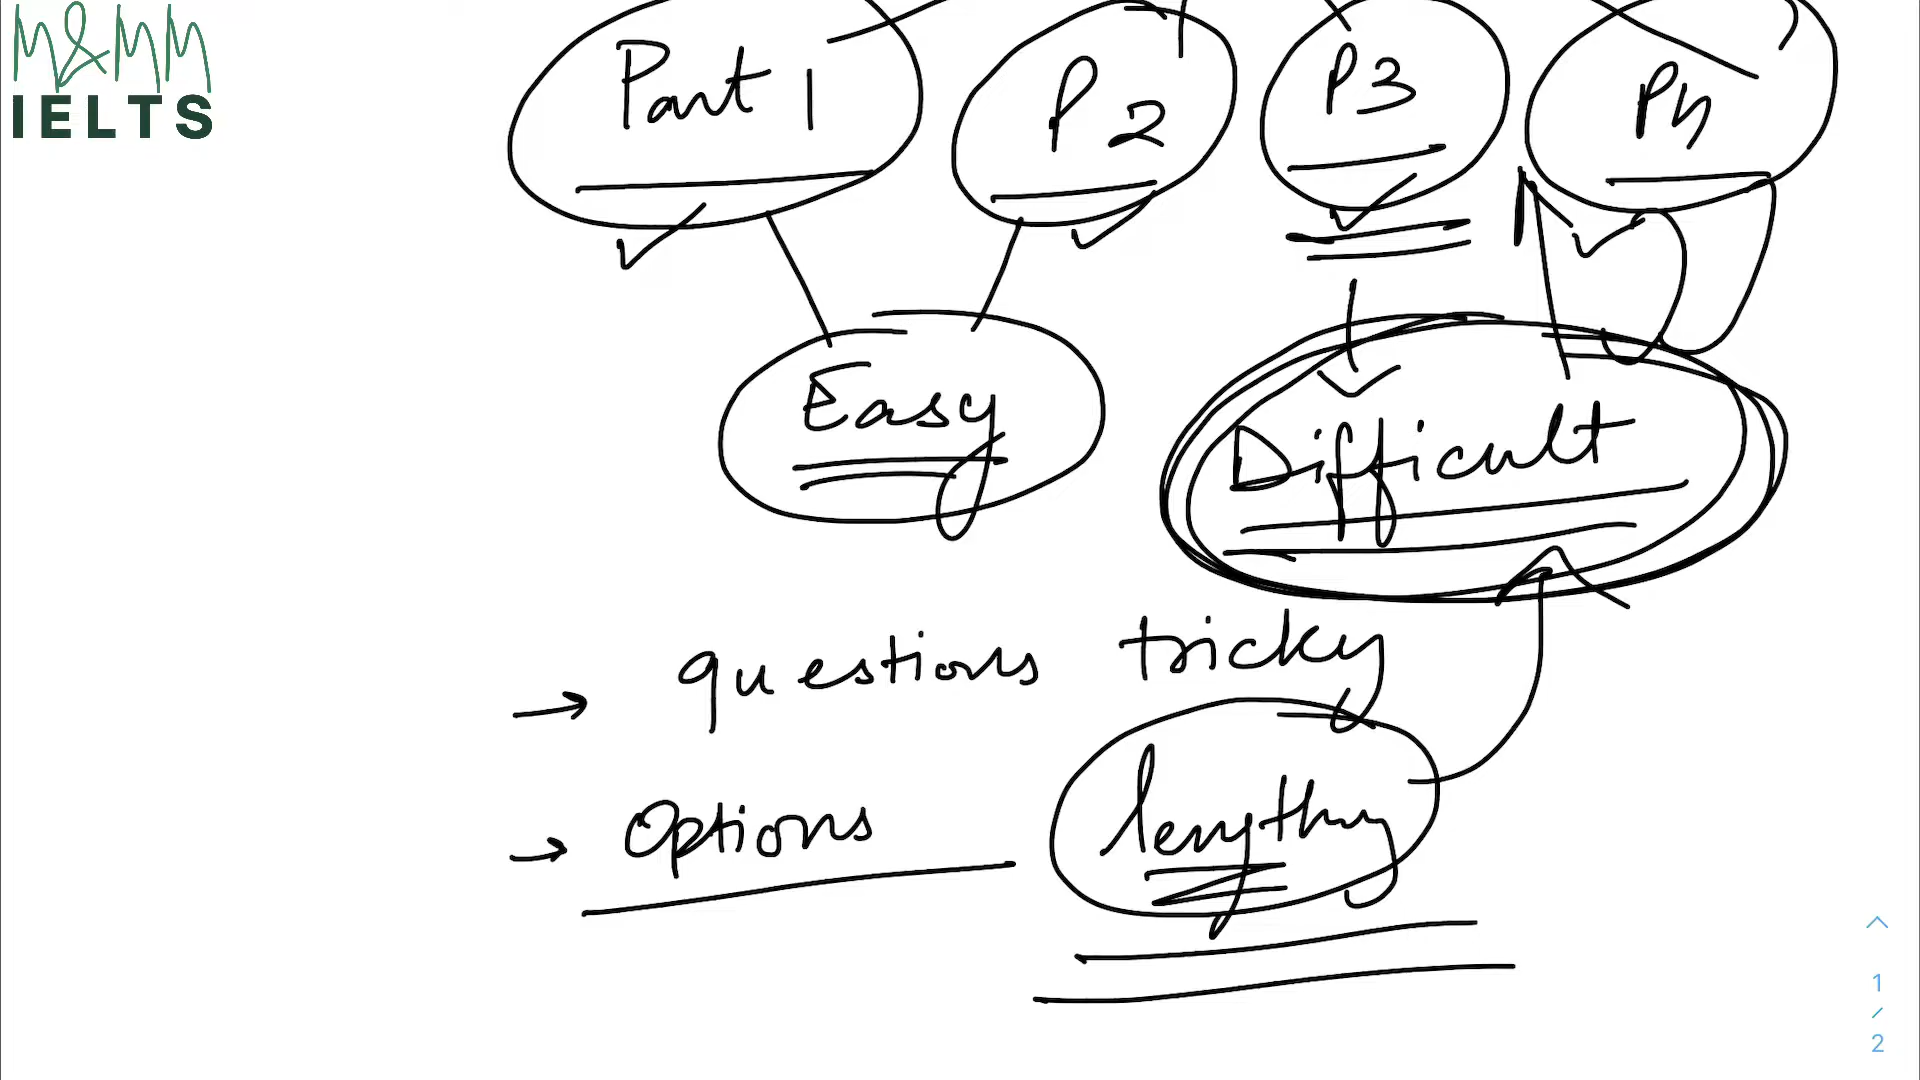 M&MM
IELTS
Part 1 P2 P3 P4
Easy Difficult
questions tricky
Options lengthy
1
/
2